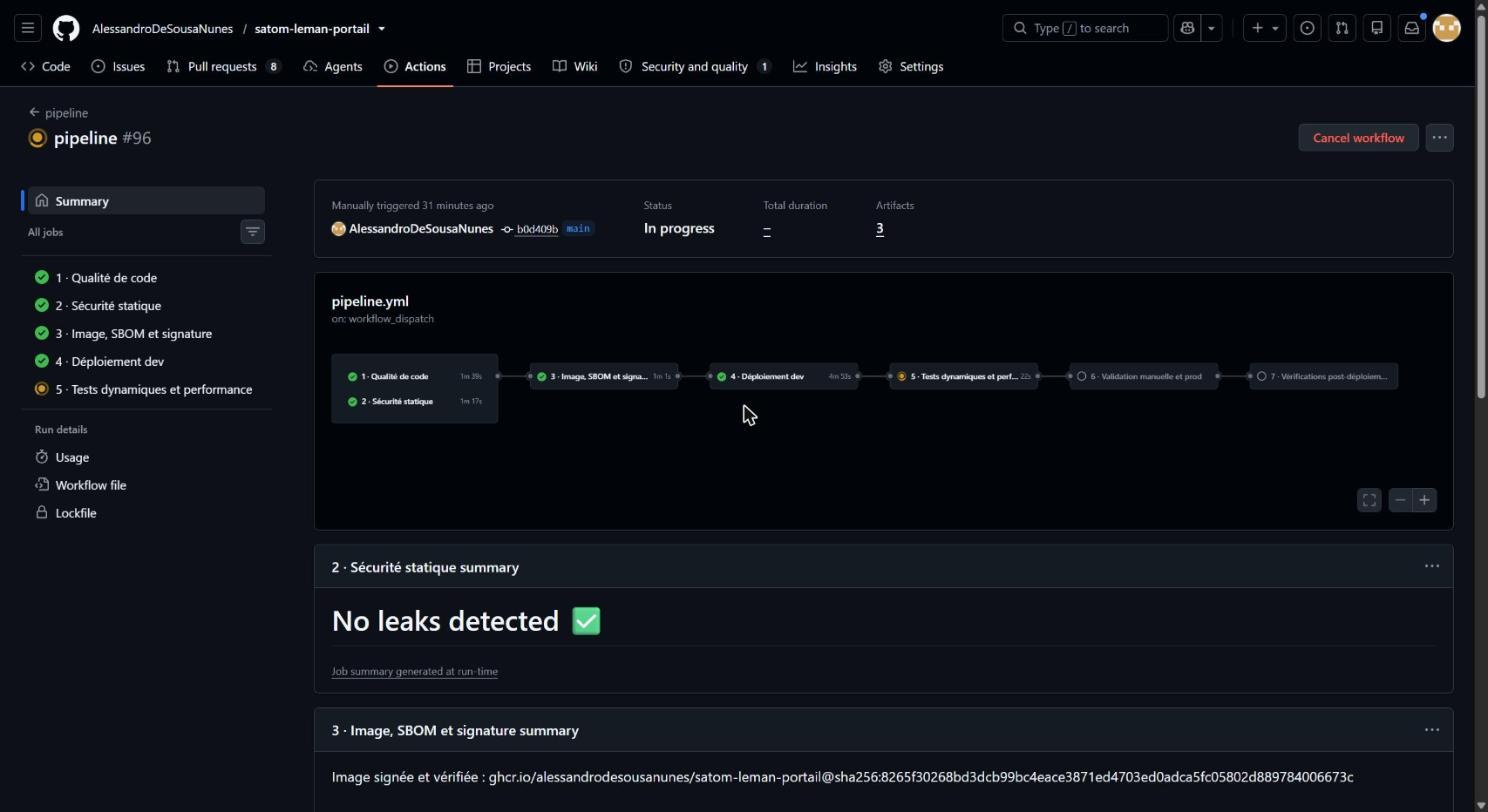 AlessandroDeSousaNunes / satom-leman-portail
Type / to search
Code
Issues
Pull requests 8
Agents
Actions
Projects
Wiki
Security and quality 1
Insights
Settings
← pipeline
pipeline #96
Cancel workflow
Summary
All jobs
1 · Qualité de code
2 · Sécurité statique
3 · Image, SBOM et signature
4 · Déploiement dev
5 · Tests dynamiques et performance
Run details
Usage
Workflow file
Lockfile
Manually triggered 31 minutes ago
AlessandroDeSousaNunes b0d409b main
Status
In progress
Total duration
–
Artifacts
3
pipeline.yml
on: workflow_dispatch
1 · Qualité de code 1m 39s
2 · Sécurité statique 1m 17s
3 · Image, SBOM et signa... 1m 1s
4 · Déploiement dev 4m 53s
5 · Tests dynamiques et perf... 22s
6 · Validation manuelle et prod
7 · Vérifications post-déploiem...
2 · Sécurité statique summary
No leaks detected ✅
Job summary generated at run-time
3 · Image, SBOM et signature summary
Image signée et vérifiée : ghcr.io/alessandrodesousanunes/satom-leman-portail@sha256:8265f30268bd3dcb99bc4eace3871ed4703ed0adca5fc05802d889784006673c